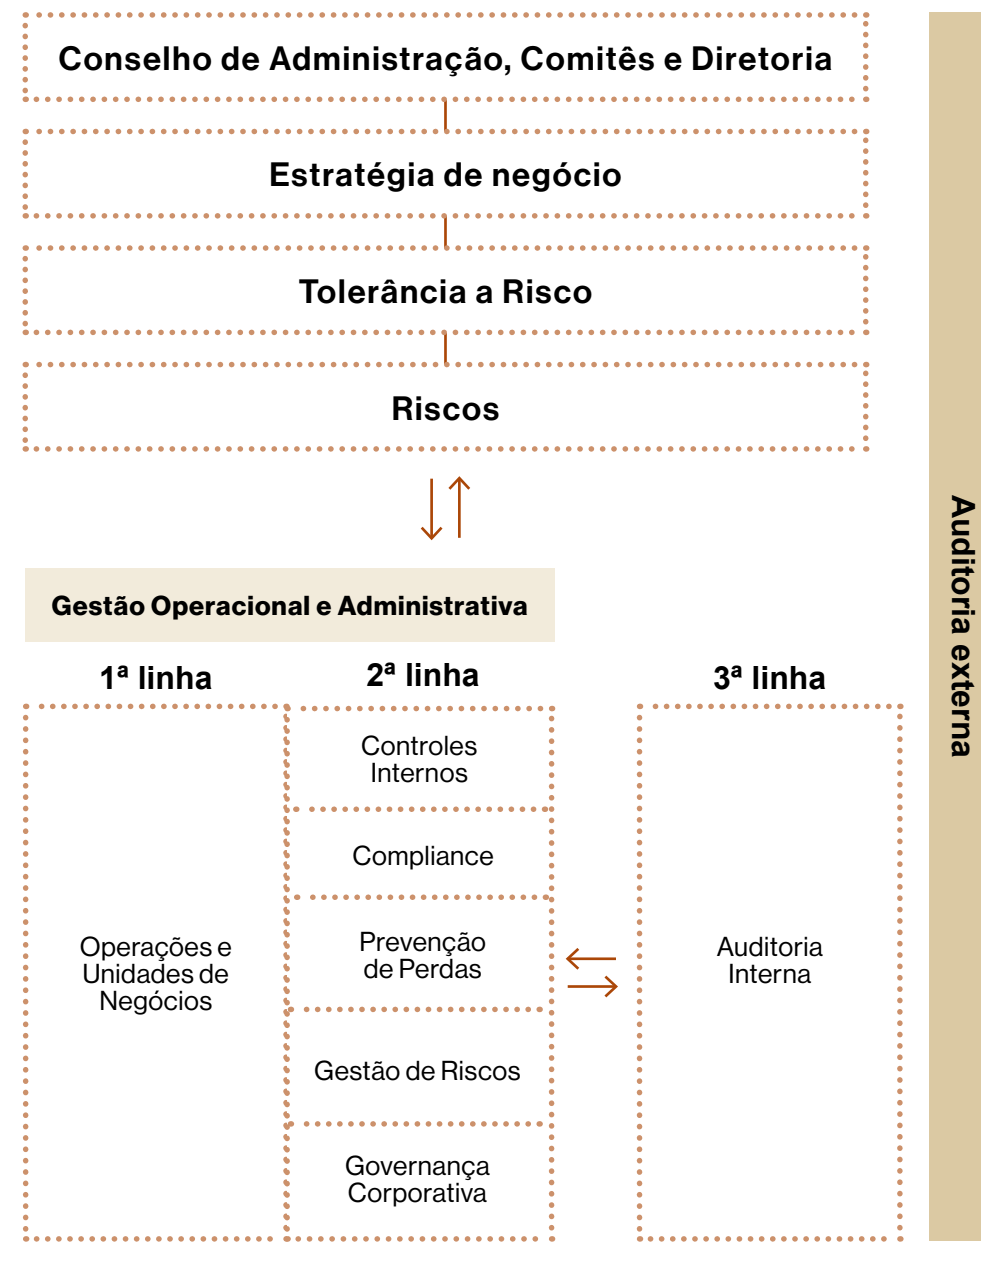 Conselho de Administração, Comitês e Diretoria
Estratégia de negócio
Tolerância a Risco
Riscos
Gestão Operacional e Administrativa
1ª linha
2ª linha
3ª linha
Operações e
Unidades de
Negócios
Controles
Internos
Compliance
Prevenção
de Perdas
Gestão de Riscos
Governança
Corporativa
Auditoria
Interna
Auditoria externa